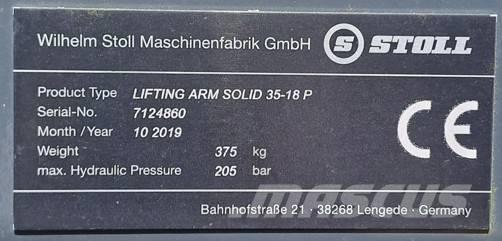 Wilhelm Stoll Maschinenfabrik GmbH S STOLL
Product Type LIFTING ARM SOLID 35-18 P
Serial-No. 7124860
Month / Year 10 2019
Weight 375 kg
max. Hydraulic Pressure 205 bar
CE
MASCUS
Bahnhofstraße 21 · 38268 Lengede · Germany